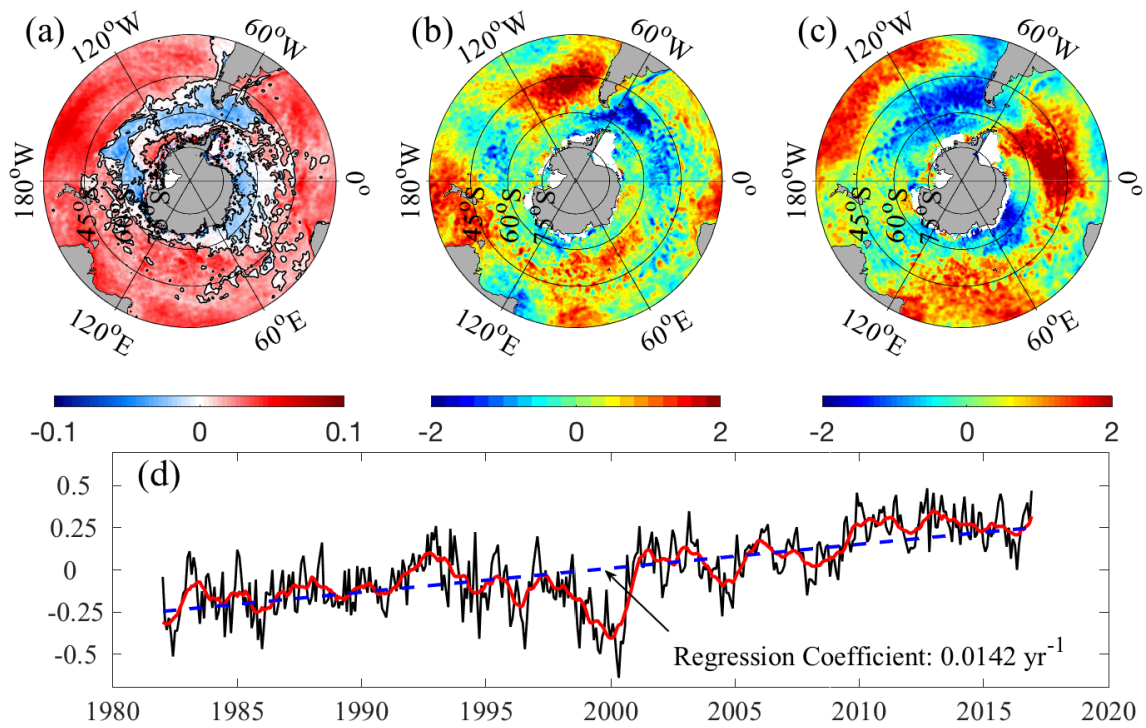 (a) 120°W 60°W
180°W 0°
45°S
120°E 60°E
(b) 120°W 60°W
180°W 0°
45°S 60°S 75°S
120°E 60°E
(c) 120°W 60°W
180°W 0°
45°S 60°S
120°E 60°E
-0.1 0 0.1
-2 0 2
-2 0 2
(d)
0.5
0.25
0
-0.25
-0.5
Regression Coefficient: 0.0142 yr⁻¹
1980 1985 1990 1995 2000 2005 2010 2015 2020